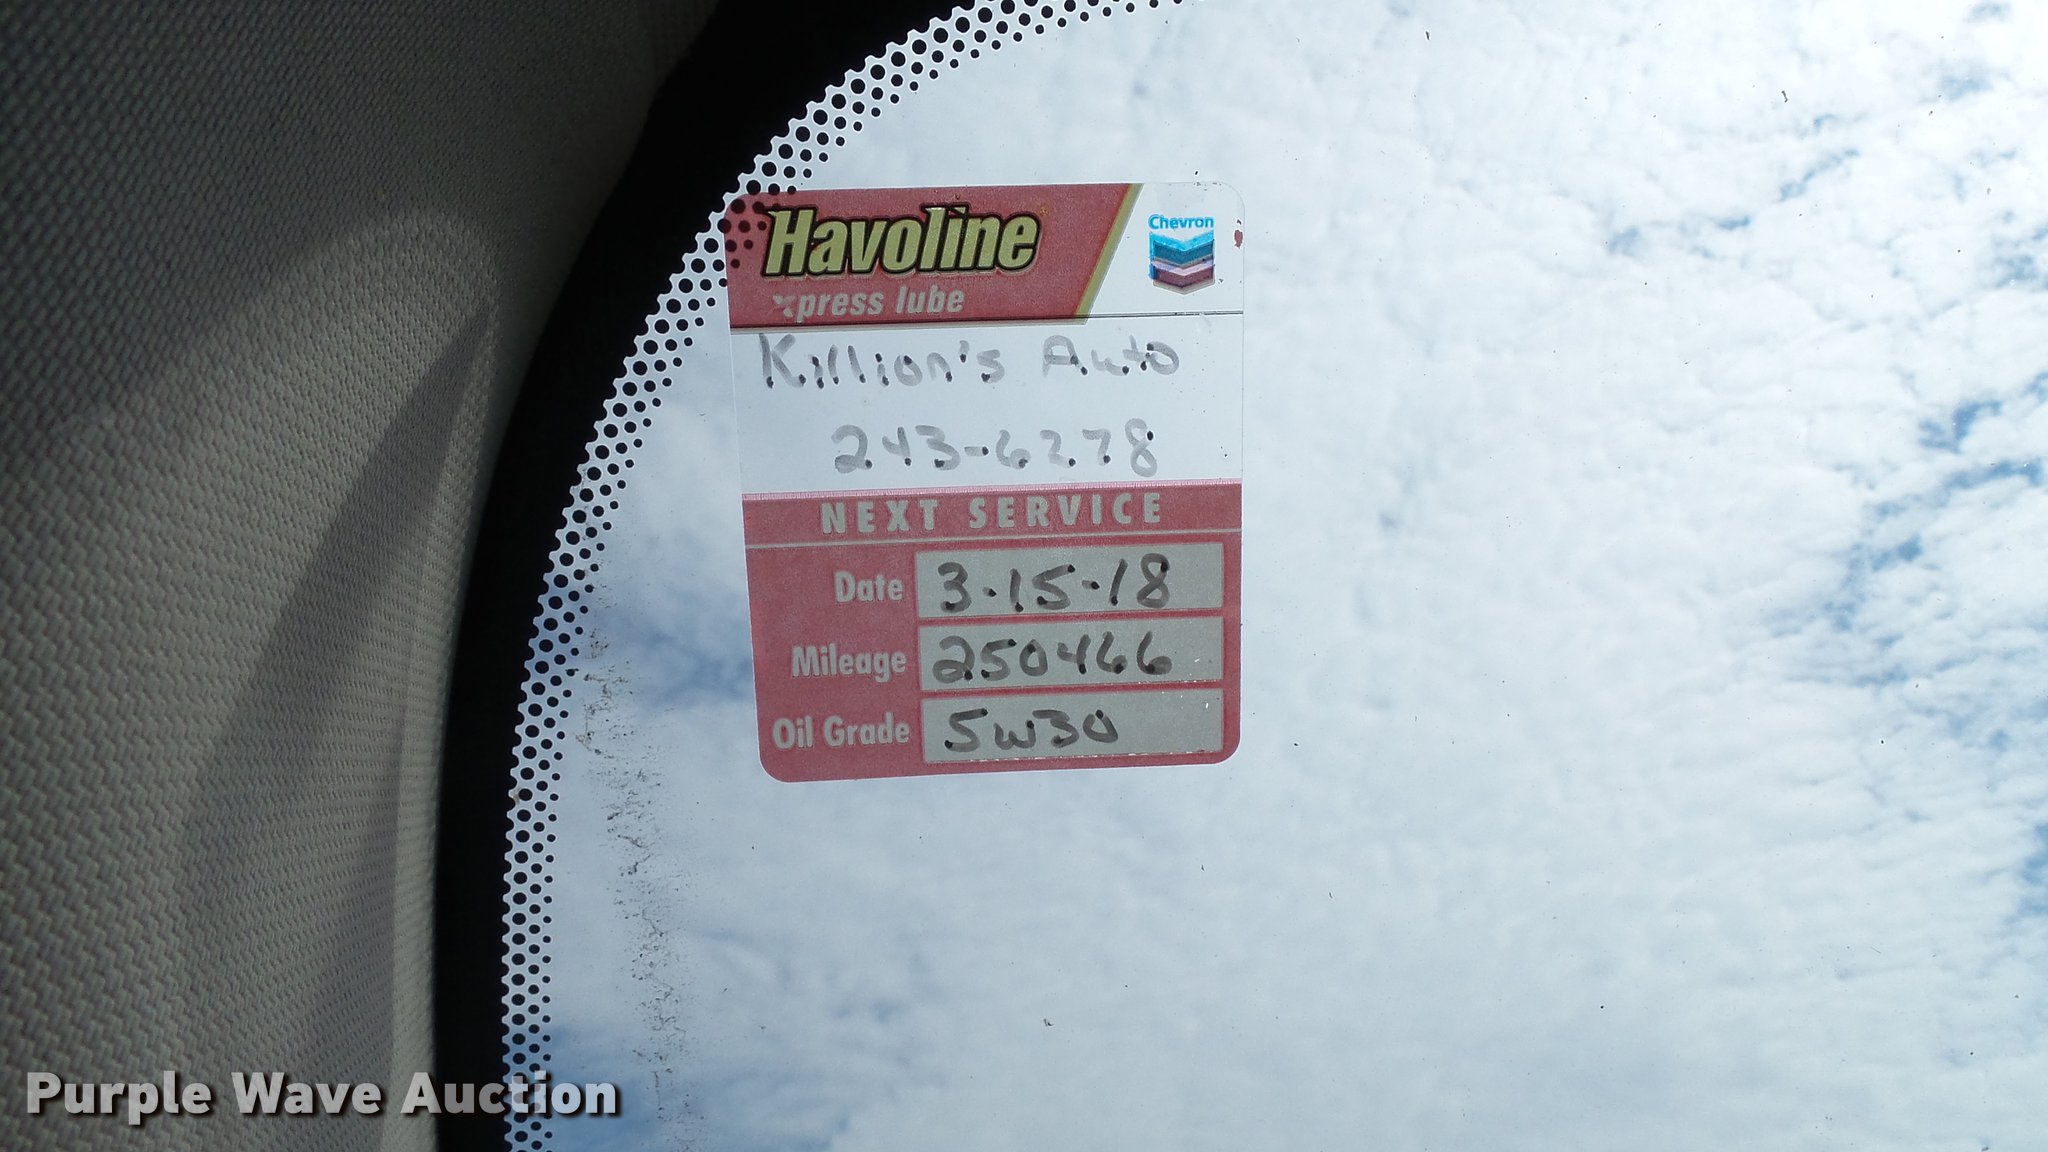 Havoline
xpress lube
Chevron
Killion's Auto
243-6278
NEXT SERVICE
Date 3-15-18
Mileage 250466
Oil Grade 5W30
Purple Wave Auction